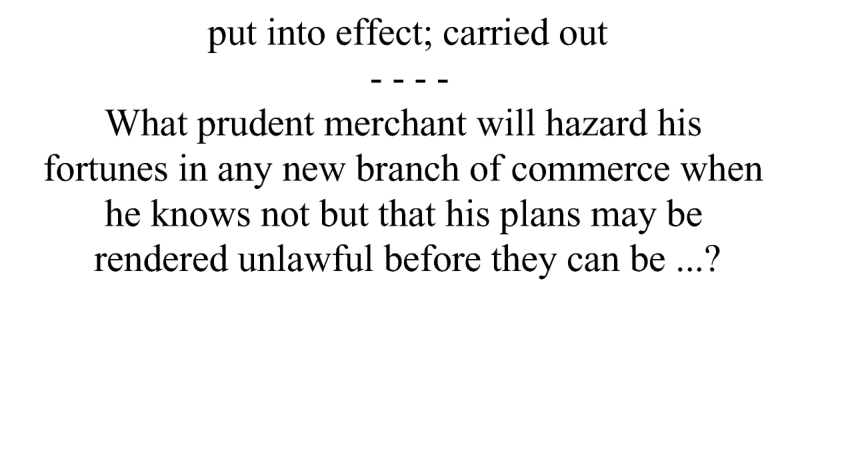 put into effect; carried out
- - - -
What prudent merchant will hazard his
fortunes in any new branch of commerce when
he knows not but that his plans may be
rendered unlawful before they can be ...?